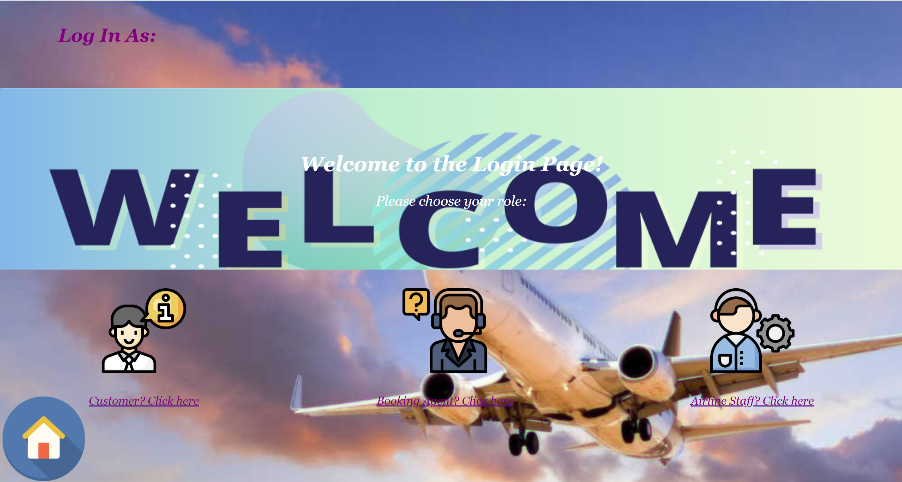 Log In As:
WELCOME
Welcome to the Login Page!
Please choose your role:
i
?
Customer? Click here
Booking Agent? Click here
Airline Staff? Click here